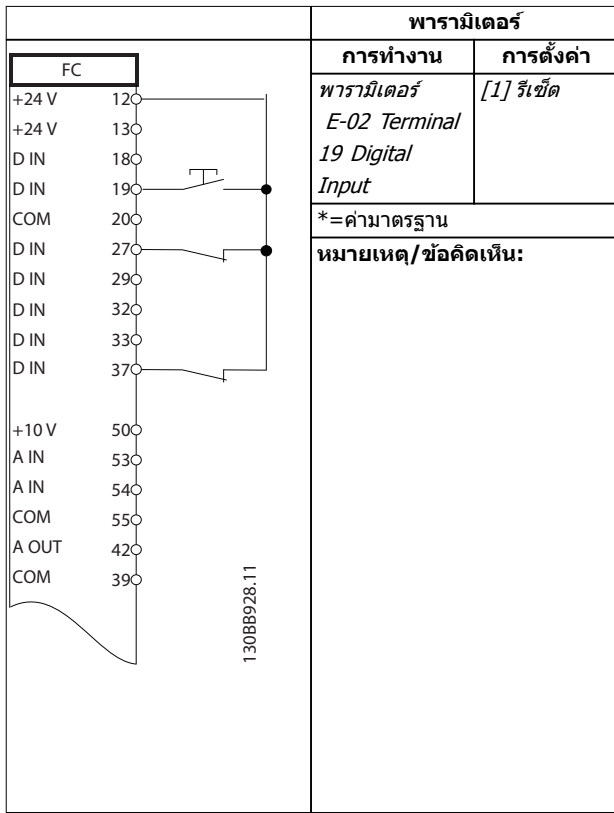 พารามิเตอร์
การทำงาน การตั้งค่า
พารามิเตอร์ [1] รีเซ็ต
E-02 Terminal
19 Digital
Input
*=ค่ามาตรฐาน
หมายเหตุ/ข้อคิดเห็น:
FC
+24 V 12
+24 V 13
D IN 18
D IN 19
COM 20
D IN 27
D IN 29
D IN 32
D IN 33
D IN 37
+10 V 50
A IN 53
A IN 54
COM 55
A OUT 42
COM 39
130BB928.11